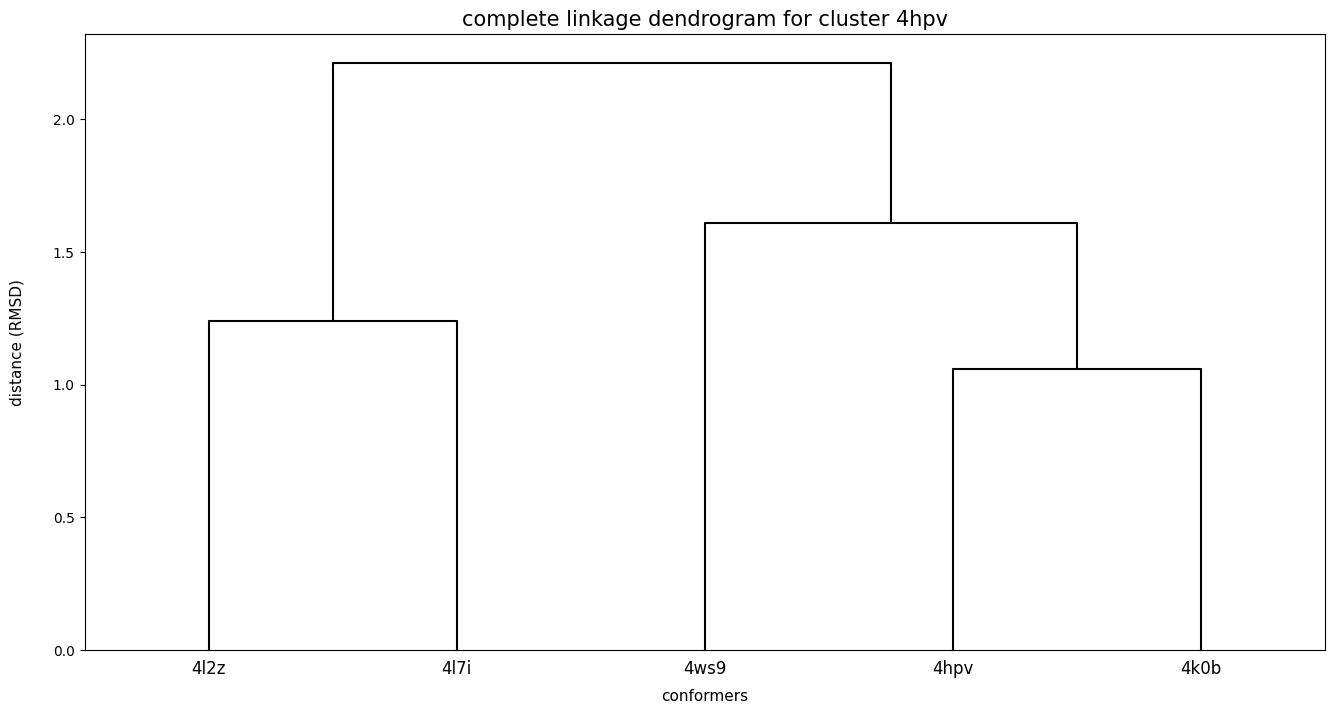 complete linkage dendrogram for cluster 4hpv
2.0
1.5
1.0
0.5
0.0
distance (RMSD)
4l2z 4l7i 4ws9 4hpv 4k0b
conformers